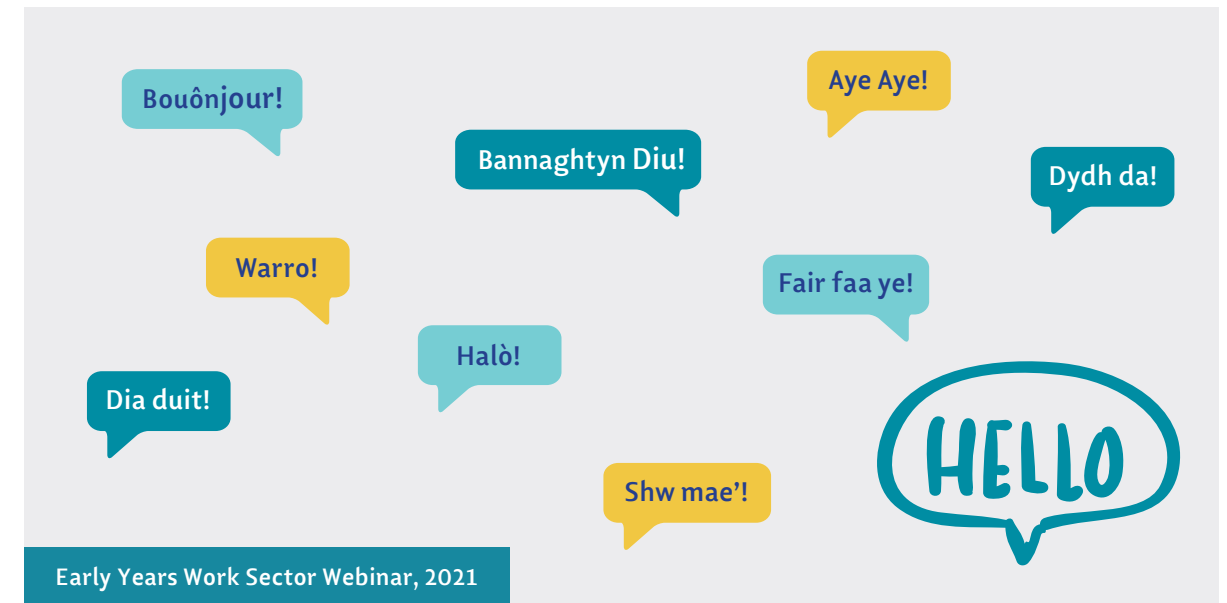 Aye Aye!
Bouônjour!
Bannaghtyn Diu!
Dydh da!
Warro!
Fair faa ye!
Halò!
Dia duit!
HELLO
Shw mae’!
Early Years Work Sector Webinar, 2021